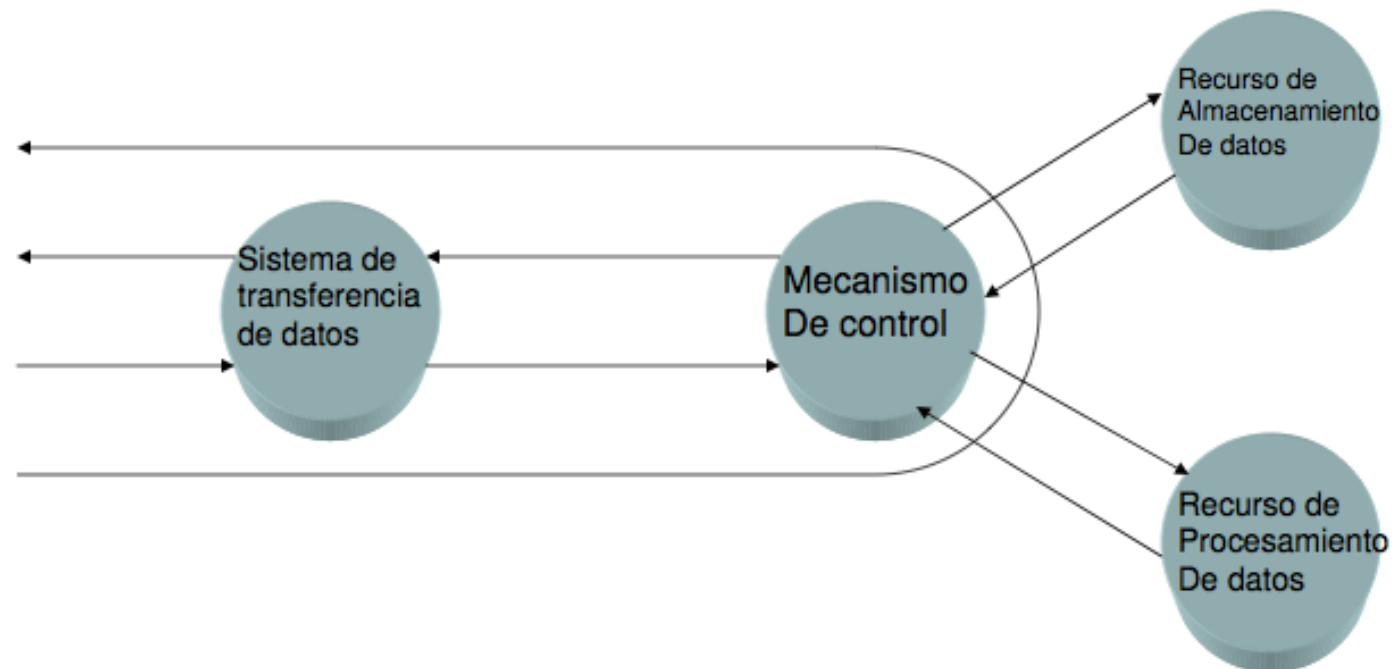 Recurso de
Almacenamiento
De datos
Sistema de
transferencia
de datos
Mecanismo
De control
Recurso de
Procesamiento
De datos